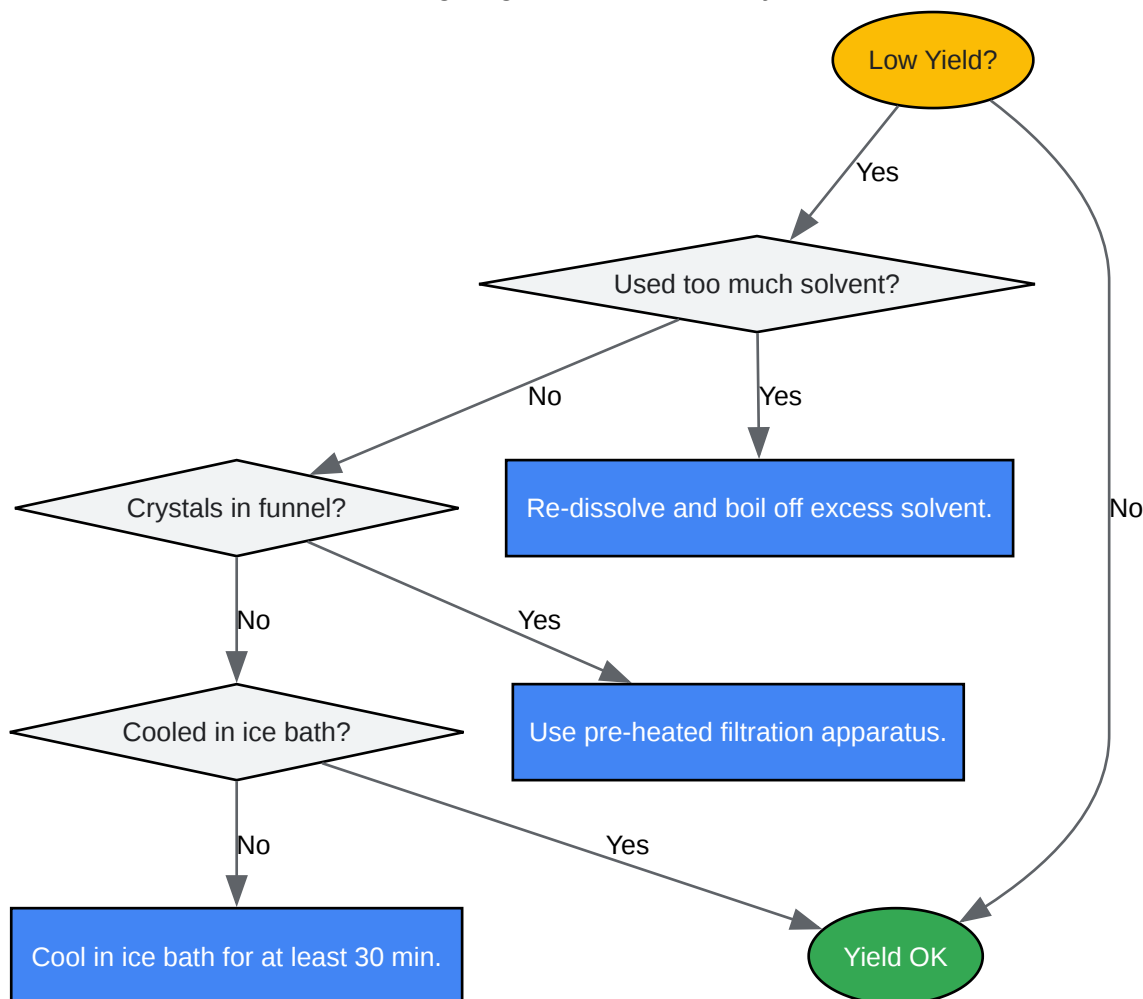 Low Yield?
Yes
Used too much solvent?
No
Yes
Crystals in funnel?
Re-dissolve and boil off excess solvent.
No
No
Yes
Cooled in ice bath?
Use pre-heated filtration apparatus.
No
Yes
Cool in ice bath for at least 30 min.
Yield OK